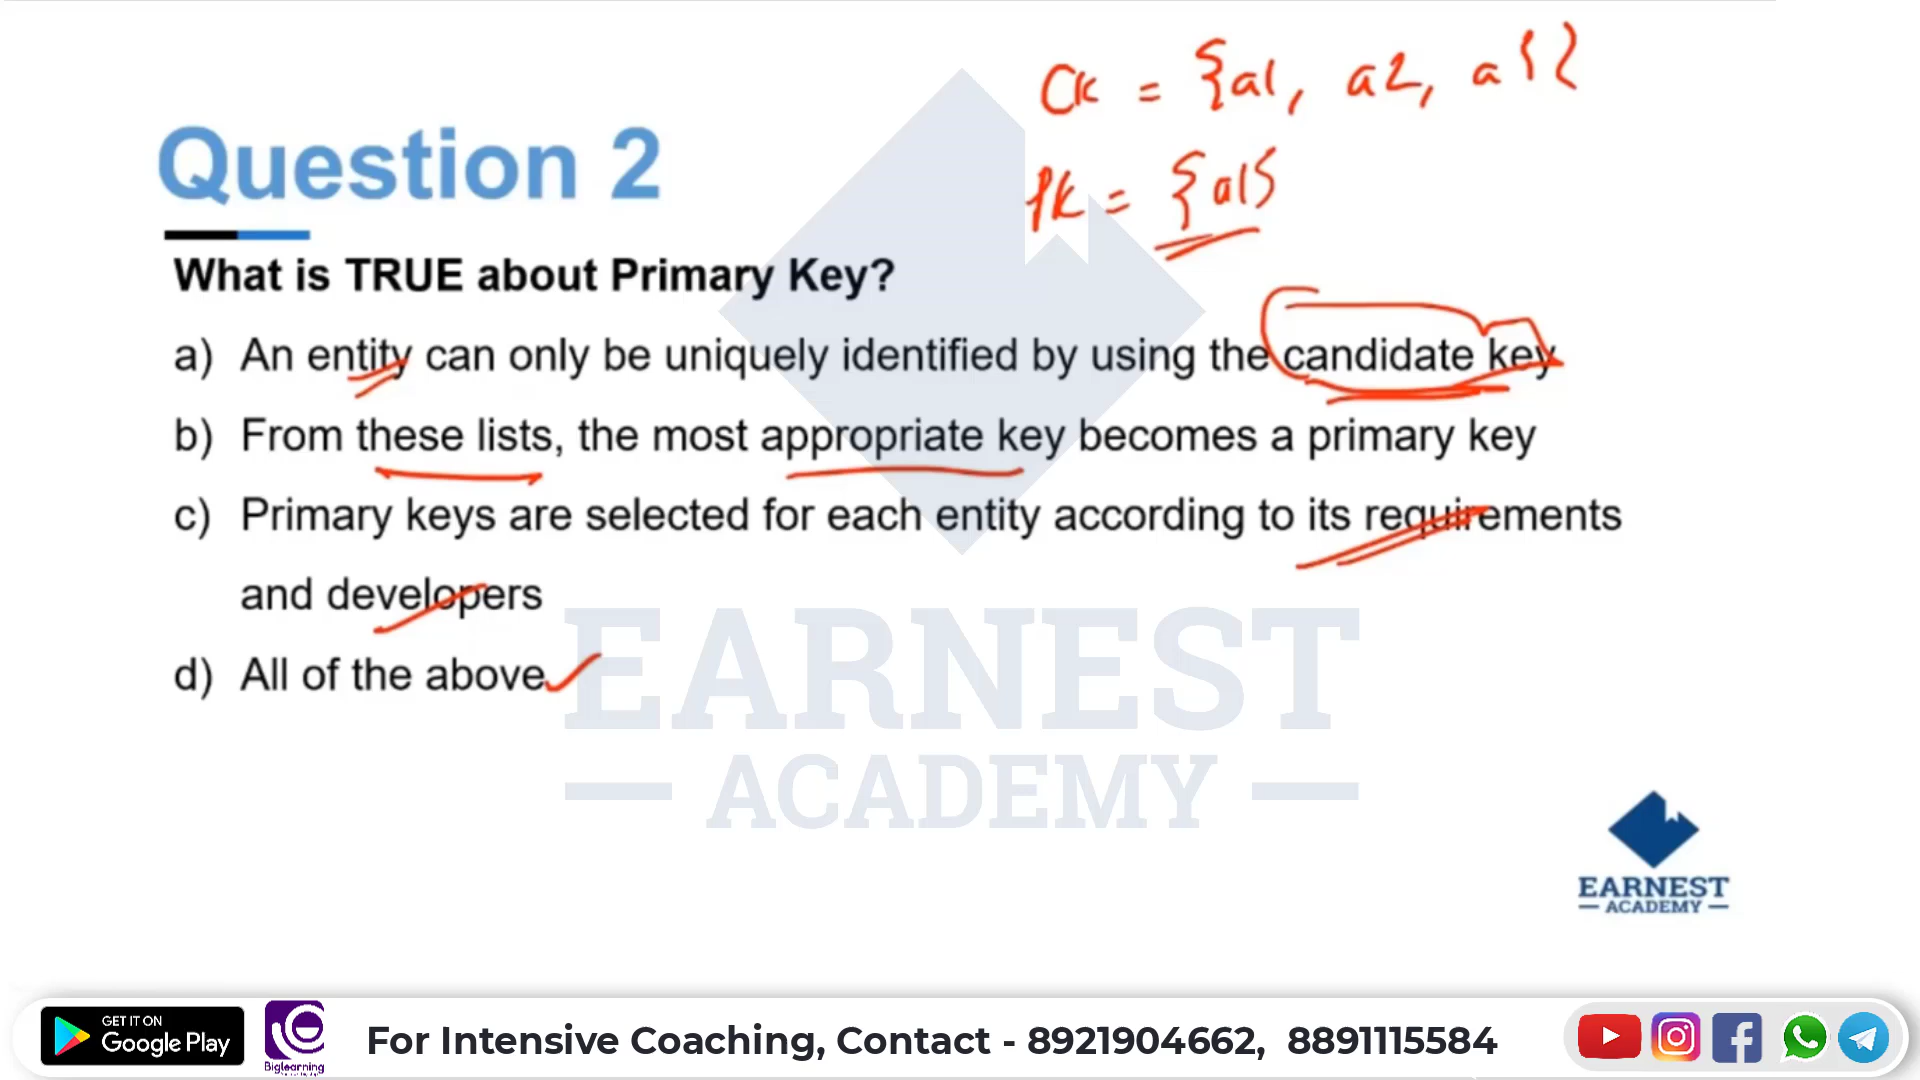 CK = {a1, a2, a
Question 2
PK = {a1}
What is TRUE about Primary Key?
a) An entity can only be uniquely identified by using the candidate key
b) From these lists, the most appropriate key becomes a primary key
c) Primary keys are selected for each entity according to its requirements
and developers
d) All of the above
EARNEST
ACADEMY
EARNEST
ACADEMY
GET IT ON
Google Play
Biglearning
For Intensive Coaching, Contact - 8921904662, 8891115584